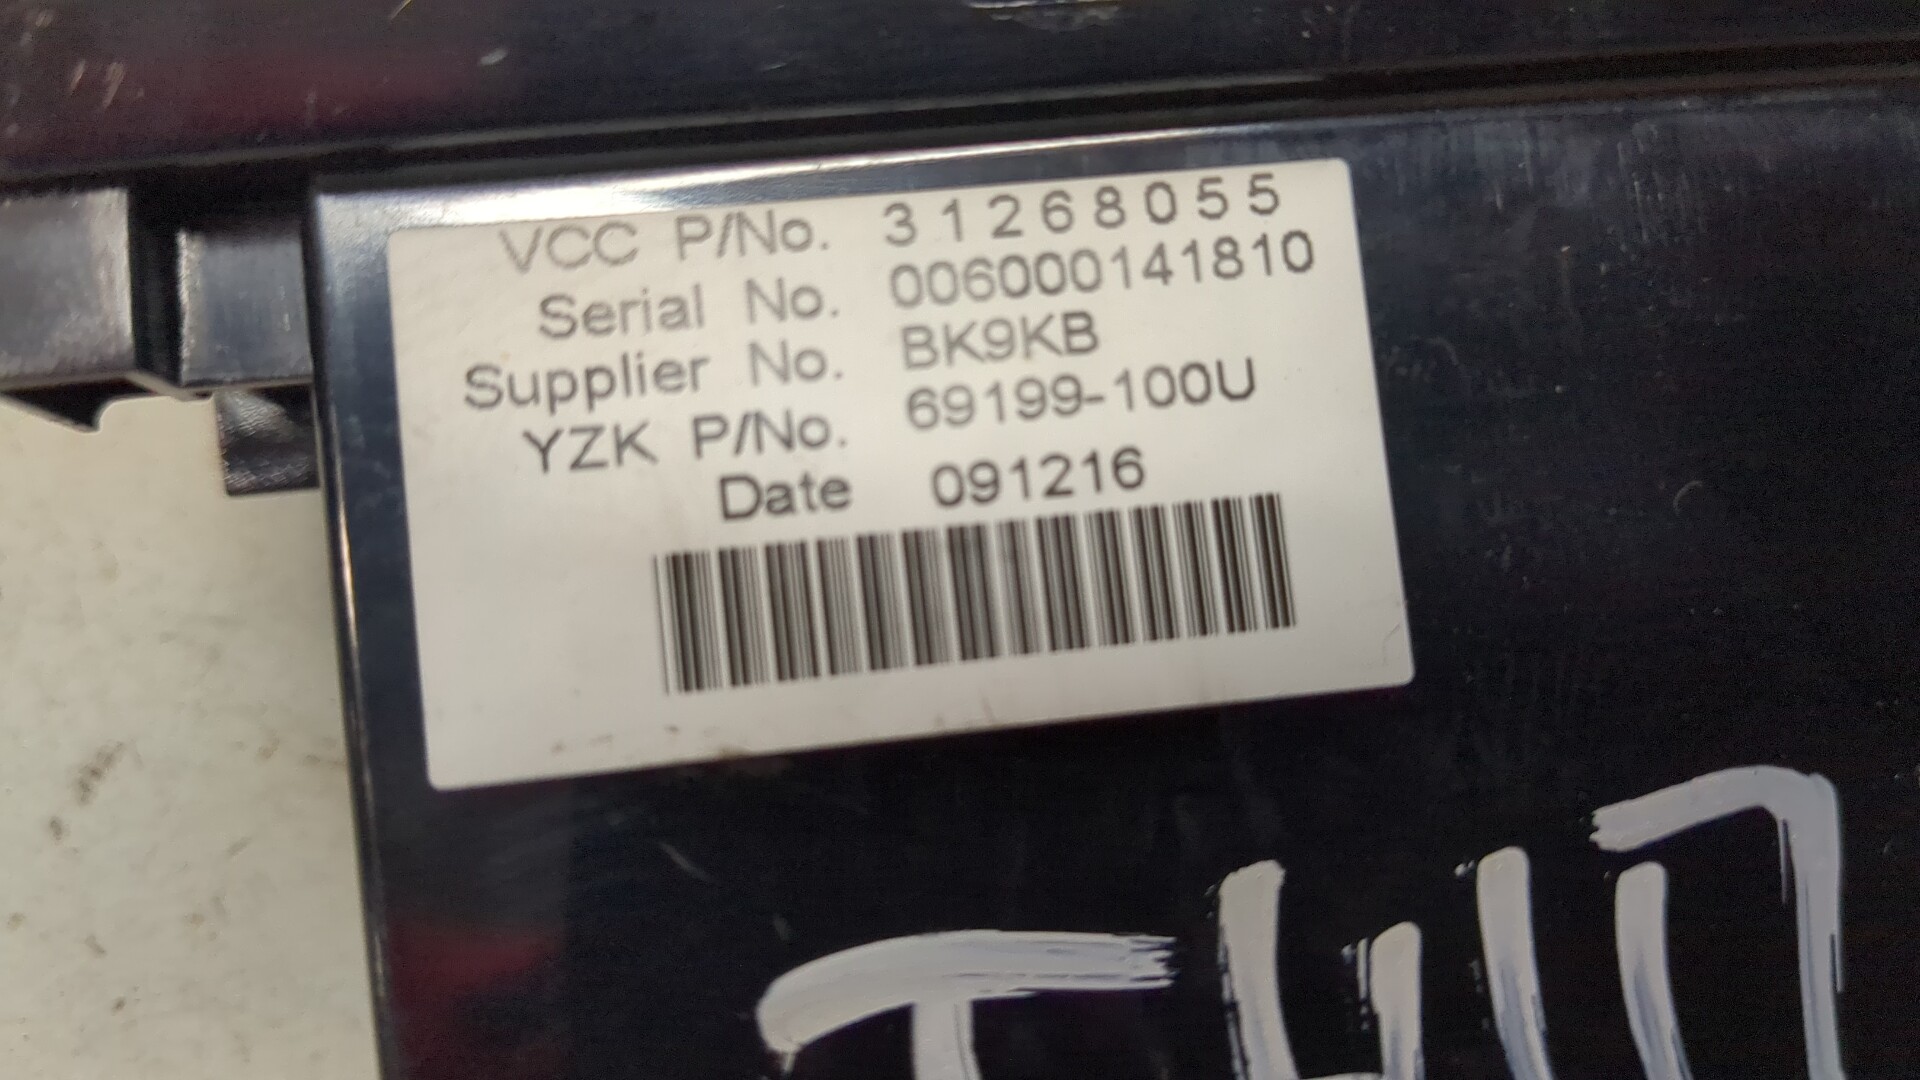 VCC P/No. 31268055
Serial No. 006000141810
Supplier No. BK9KB
YZK P/No. 69199-100U
Date 091216